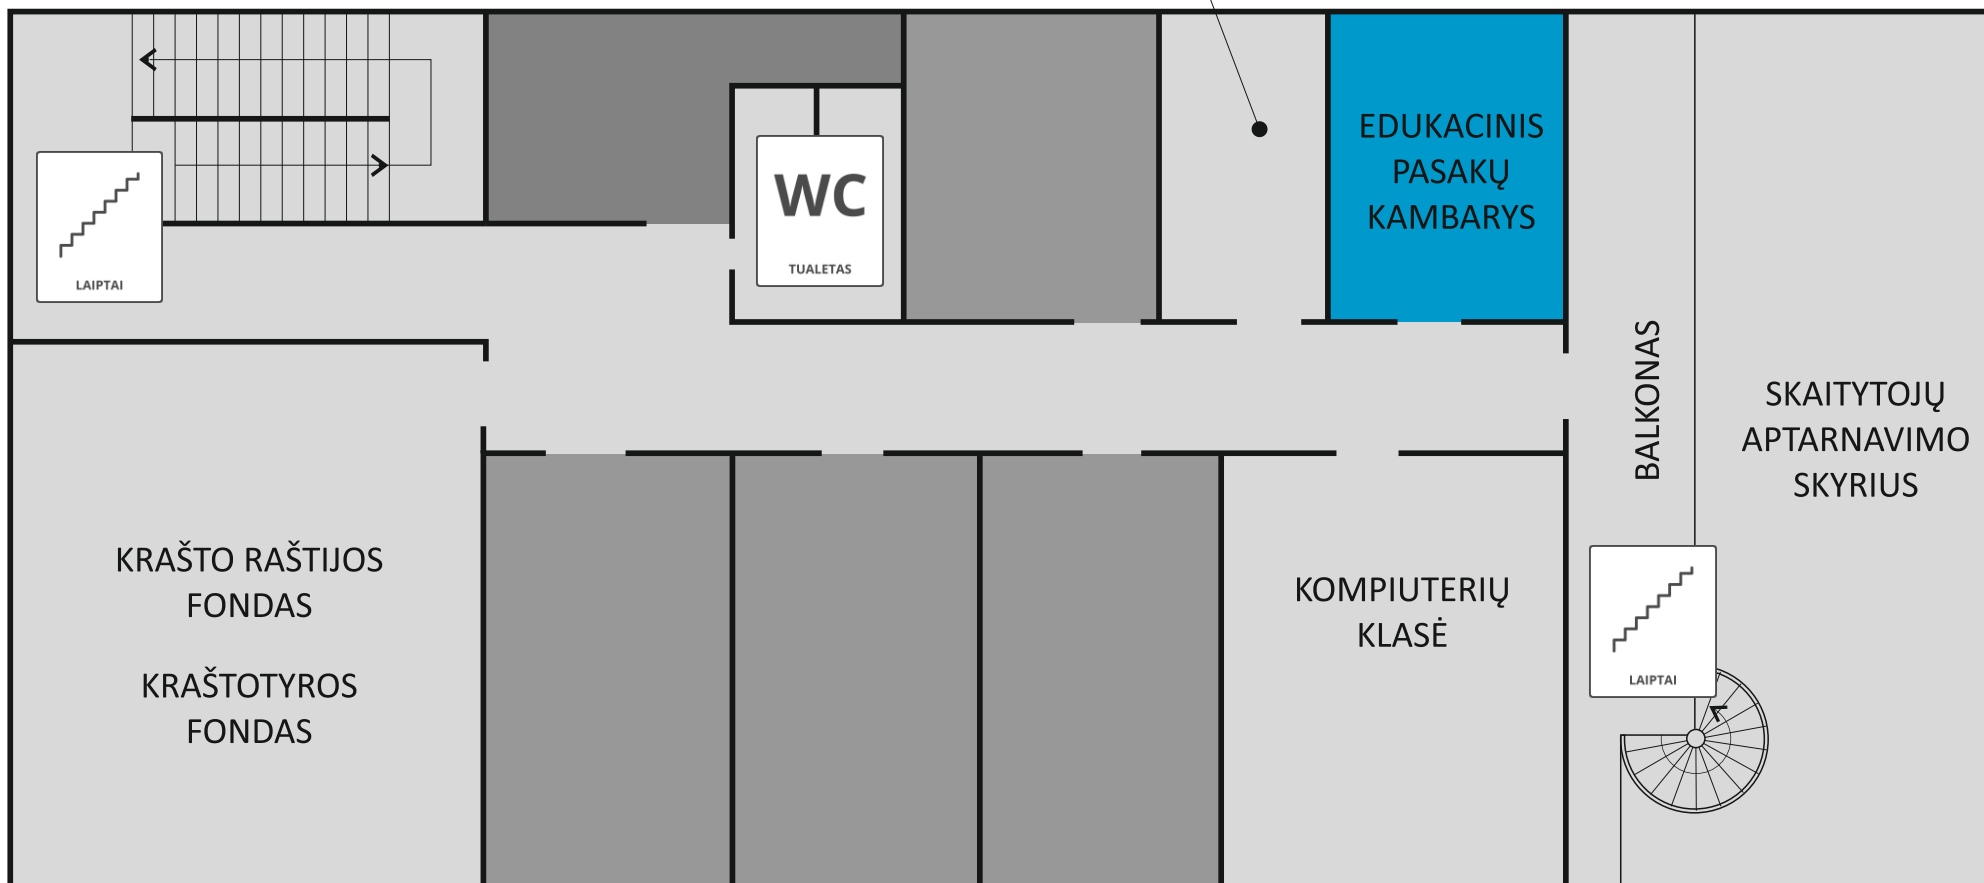 LAIPTAI
WC
TUALETAS
EDUKACINIS
PASAKŲ
KAMBARYS
BALKONAS
SKAITYTOJŲ
APTARNAVIMO
SKYRIUS
KRAŠTO RAŠTIJOS
FONDAS
KRAŠTOTYROS
FONDAS
KOMPIUTERIŲ
KLASĖ
LAIPTAI